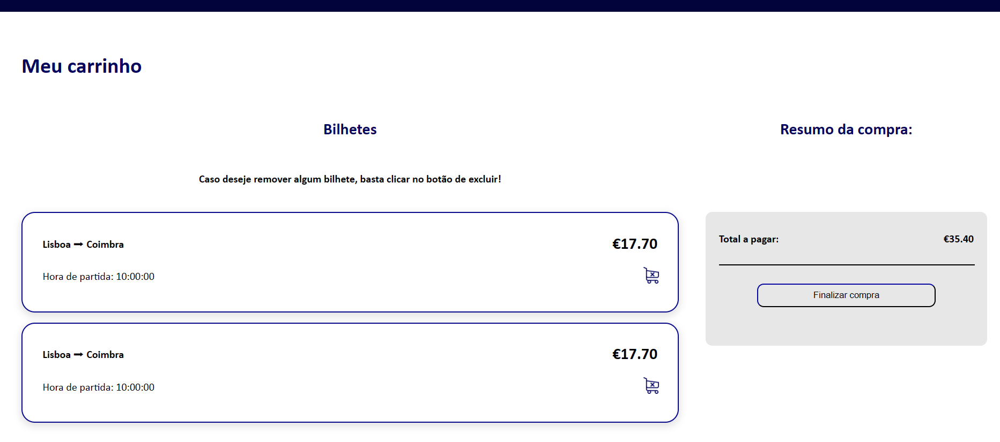 Meu carrinho
Bilhetes
Caso deseje remover algum bilhete, basta clicar no botão de excluir!
Lisboa ➞ Coimbra
€17.70
Hora de partida: 10:00:00
Lisboa ➞ Coimbra
€17.70
Hora de partida: 10:00:00
Resumo da compra:
Total a pagar:
€35.40
Finalizar compra